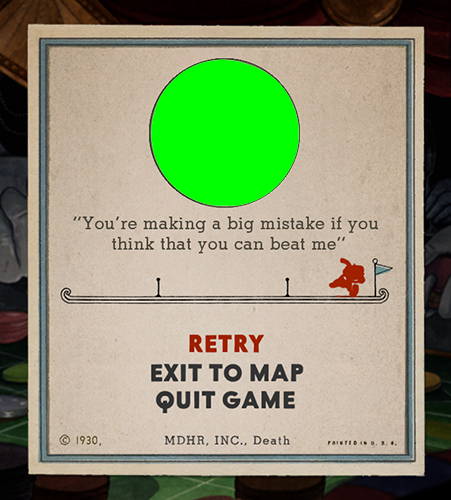 "You're making a big mistake if you
think that you can beat me"
RETRY
EXIT TO MAP
QUIT GAME
© 1930, MDHR, INC., Death PRINTED IN U. S. A.